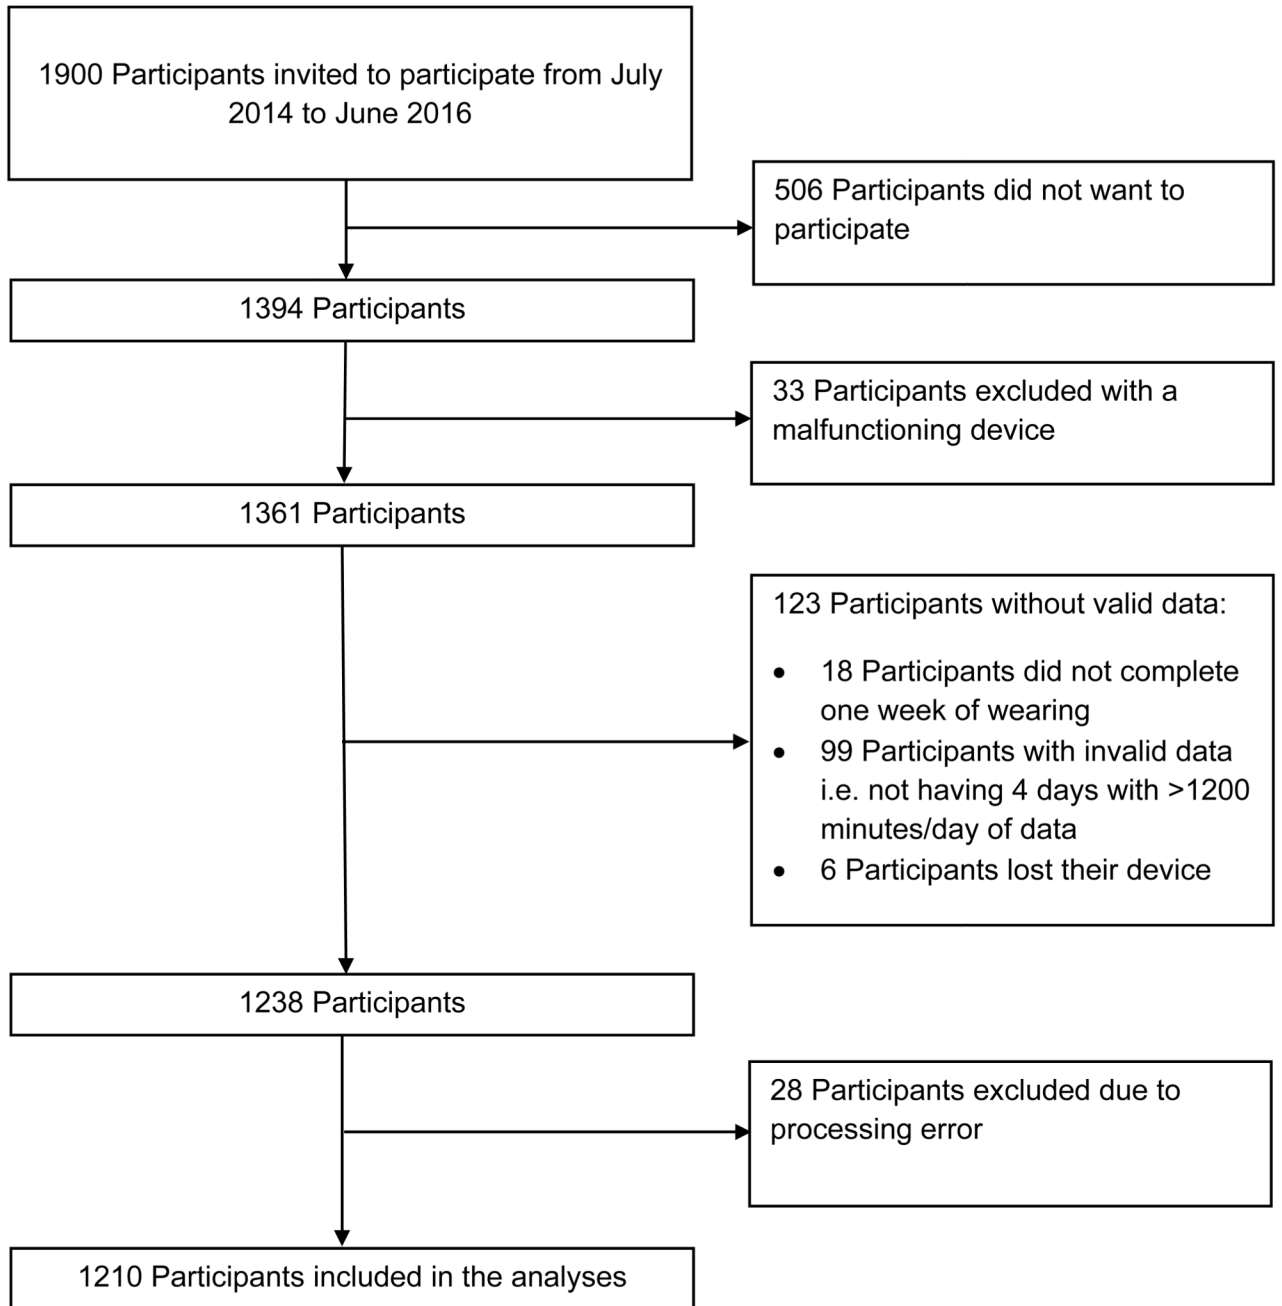 1900 Participants invited to participate from July
2014 to June 2016
506 Participants did not want to
participate
1394 Participants
33 Participants excluded with a
malfunctioning device
1361 Participants
123 Participants without valid data:
• 18 Participants did not complete
one week of wearing
• 99 Participants with invalid data
i.e. not having 4 days with >1200
minutes/day of data
• 6 Participants lost their device
1238 Participants
28 Participants excluded due to
processing error
1210 Participants included in the analyses